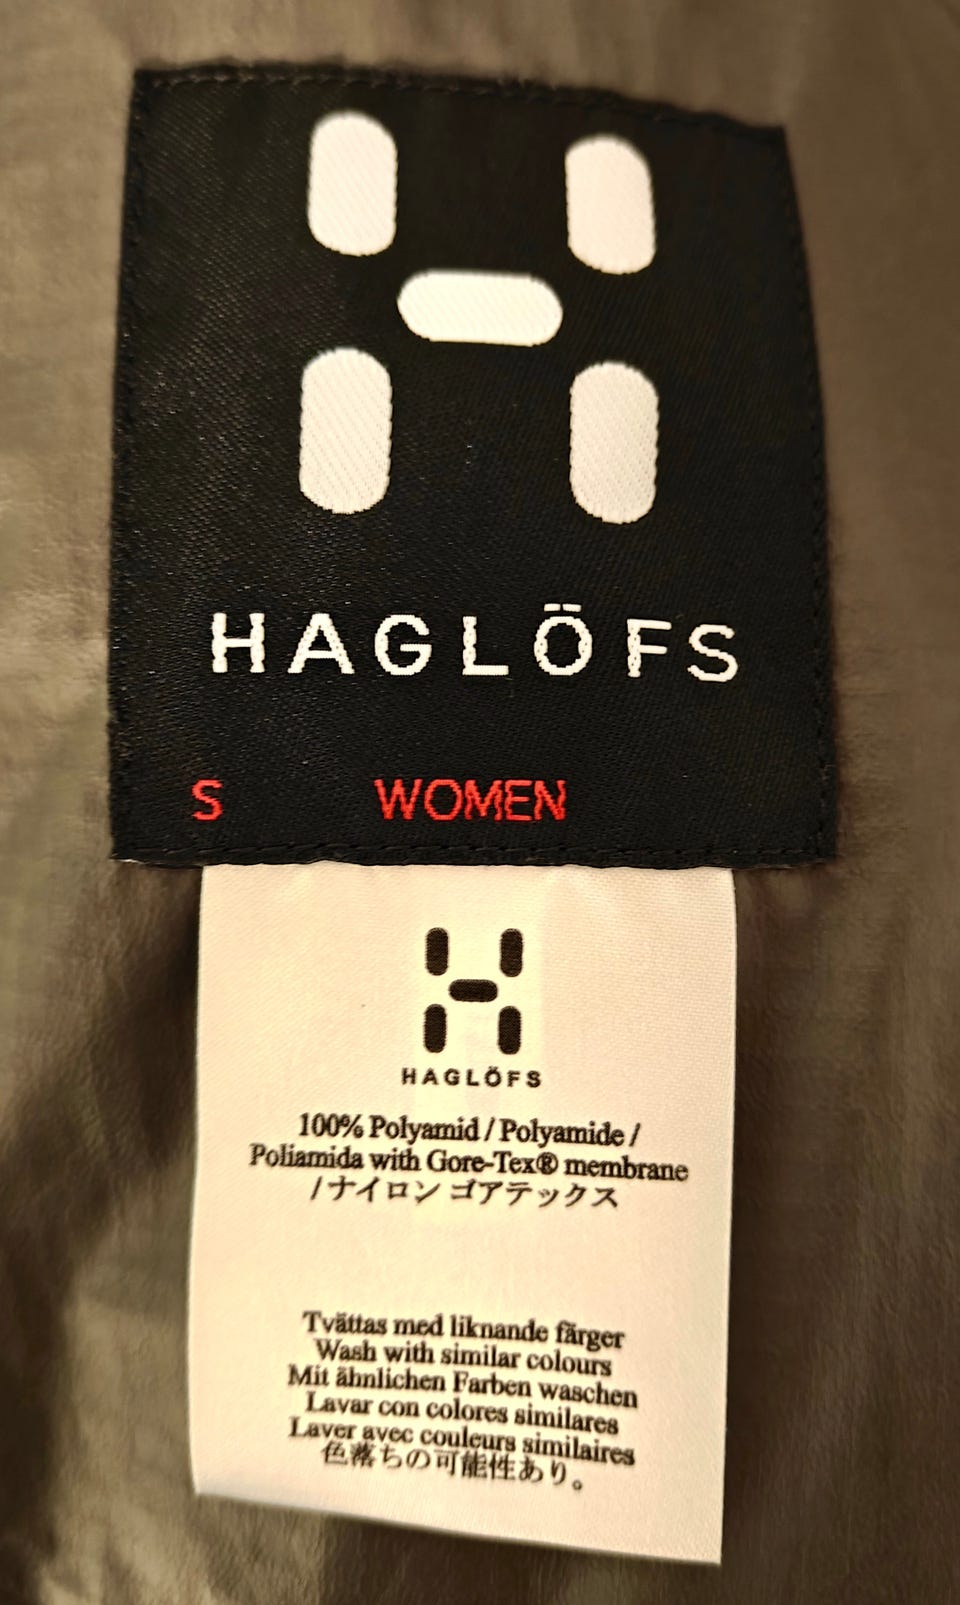 HAGLÖFS
S WOMEN
HAGLÖFS
100% Polyamid / Polyamide /
Poliamida with Gore-Tex® membrane
/ ナイロン ゴアテックス
Tvättas med liknande färger
Wash with similar colours
Mit ähnlichen Farben waschen
Lavar con colores similares
Laver avec couleurs similaires
色落ちの可能性あり。